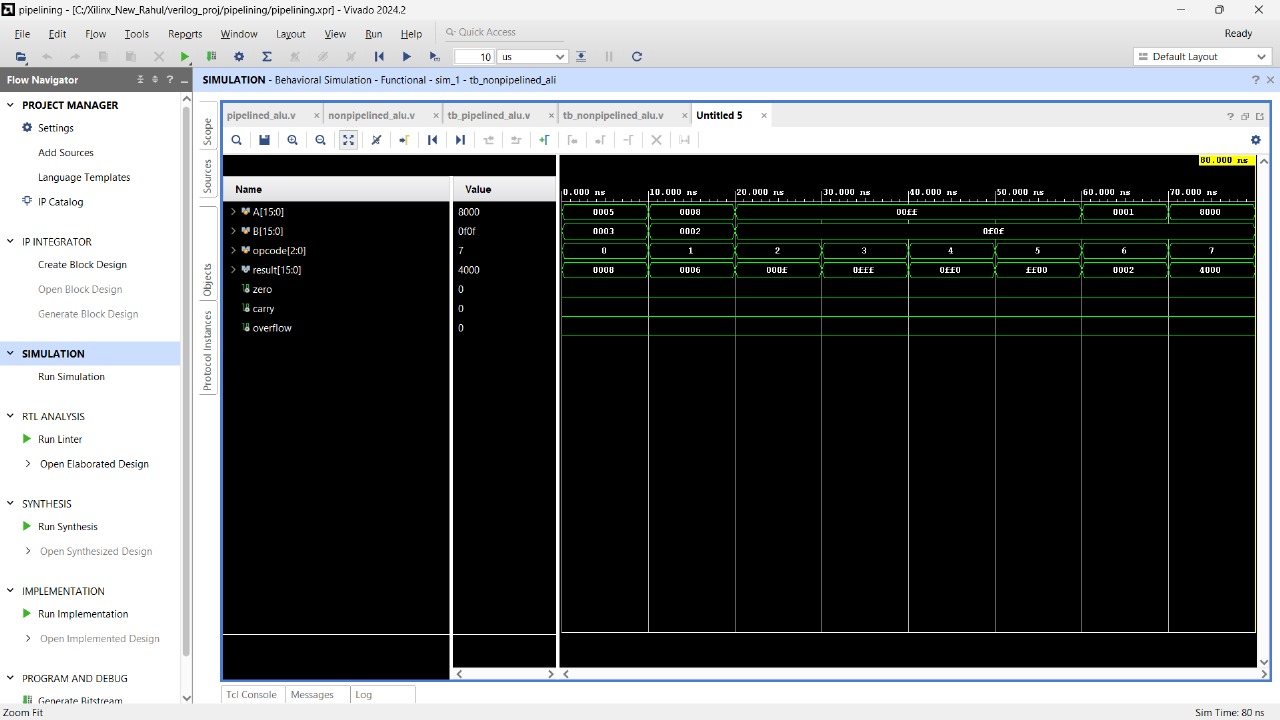 pipelining - [C:/Xilinx_New_Rahul/verilog_proj/pipelining/pipelining.xpr] - Vivado 2024.2
File Edit Flow Tools Reports Window Layout View Run Help Quick Access Ready
10 us Default Layout
Flow Navigator
SIMULATION - Behavioral Simulation - Functional - sim_1 - tb_nonpipelined_alu
PROJECT MANAGER
Settings
Add Sources
Language Templates
IP Catalog
IP INTEGRATOR
Create Block Design
Open Block Design
Generate Block Design
SIMULATION
Run Simulation
RTL ANALYSIS
Run Linter
Open Elaborated Design
SYNTHESIS
Run Synthesis
Open Synthesized Design
IMPLEMENTATION
Run Implementation
Open Implemented Design
PROGRAM AND DEBUG
Generate Bitstream
Scope
Sources
Objects
Protocol Instances
pipelined_alu.v nonpipelined_alu.v tb_pipelined_alu.v tb_nonpipelined_alu.v Untitled 5
80.000 ns
Name Value 0.000 ns 10.000 ns 20.000 ns 30.000 ns 40.000 ns 50.000 ns 60.000 ns 70.000 ns
A[15:0] 8000 0005 0008 00ff 0001 8000
B[15:0] 0f0f 0003 0002 0f0f
opcode[2:0] 7 0 1 2 3 4 5 6 7
result[15:0] 4000 0008 0006 000f 0fff 0ff0 ff00 0002 4000
zero 0
carry 0
overflow 0
Tcl Console Messages Log
Zoom Fit Sim Time: 80 ns